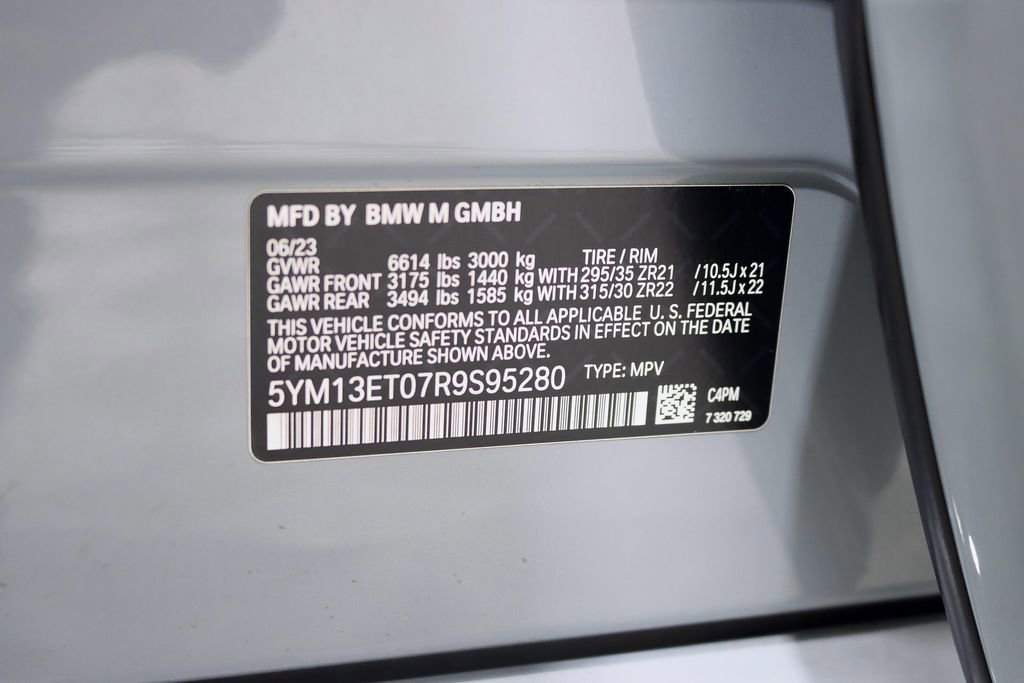 MFD BY BMW M GMBH
06/23
GVWR 6614 lbs 3000 kg TIRE / RIM
GAWR FRONT 3175 lbs 1440 kg WITH 295/35 ZR21 /10.5J x 21
GAWR REAR 3494 lbs 1585 kg WITH 315/30 ZR22 /11.5J x 22
THIS VEHICLE CONFORMS TO ALL APPLICABLE U. S. FEDERAL
MOTOR VEHICLE SAFETY STANDARDS IN EFFECT ON THE DATE
OF MANUFACTURE SHOWN ABOVE.
5YM13ET07R9S95280 TYPE: MPV
C4PM
7 320 729